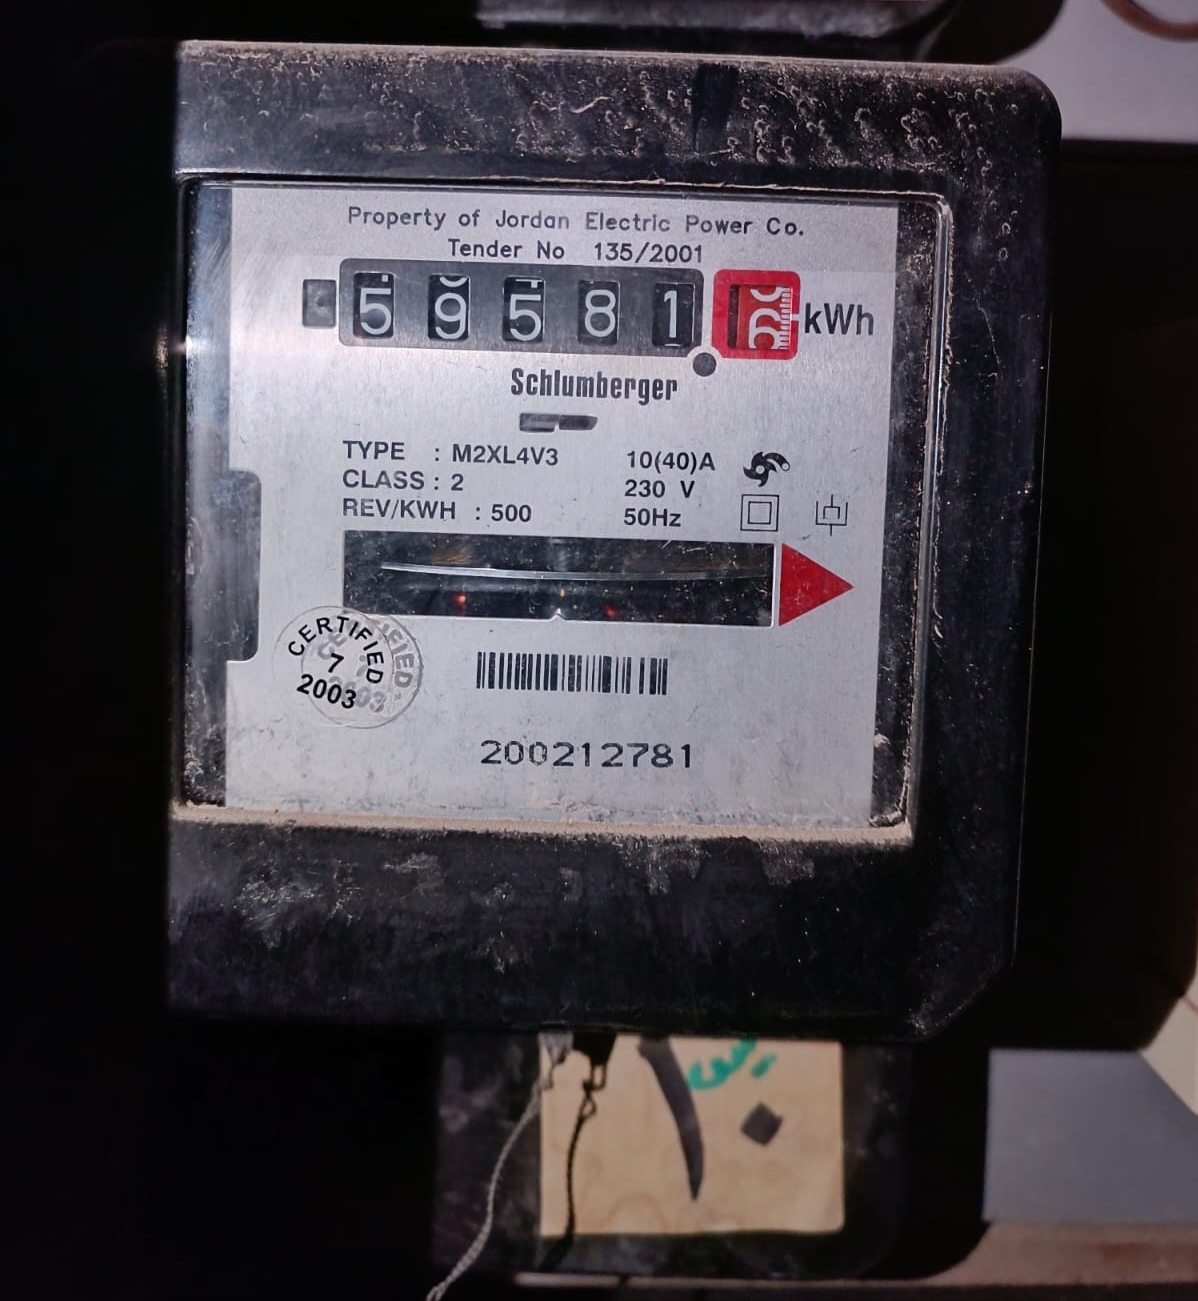 Property of Jordan Electric Power Co.
Tender No 135/2001
5 9 5 8 1 kWh
Schlumberger
TYPE : M2XL4V3 10(40)A
CLASS : 2 230 V
REV/KWH : 500 50Hz
CERTIFIED
7
2003
200212781
١٠